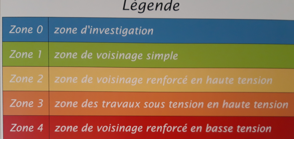 Légende
Zone 0 zone d'investigation
Zone 1 zone de voisinage simple
Zone 2 zone de voisinage renforcé en haute tension
Zone 3 zone des travaux sous tension en haute tension
Zone 4 zone de voisinage renforcé en basse tension